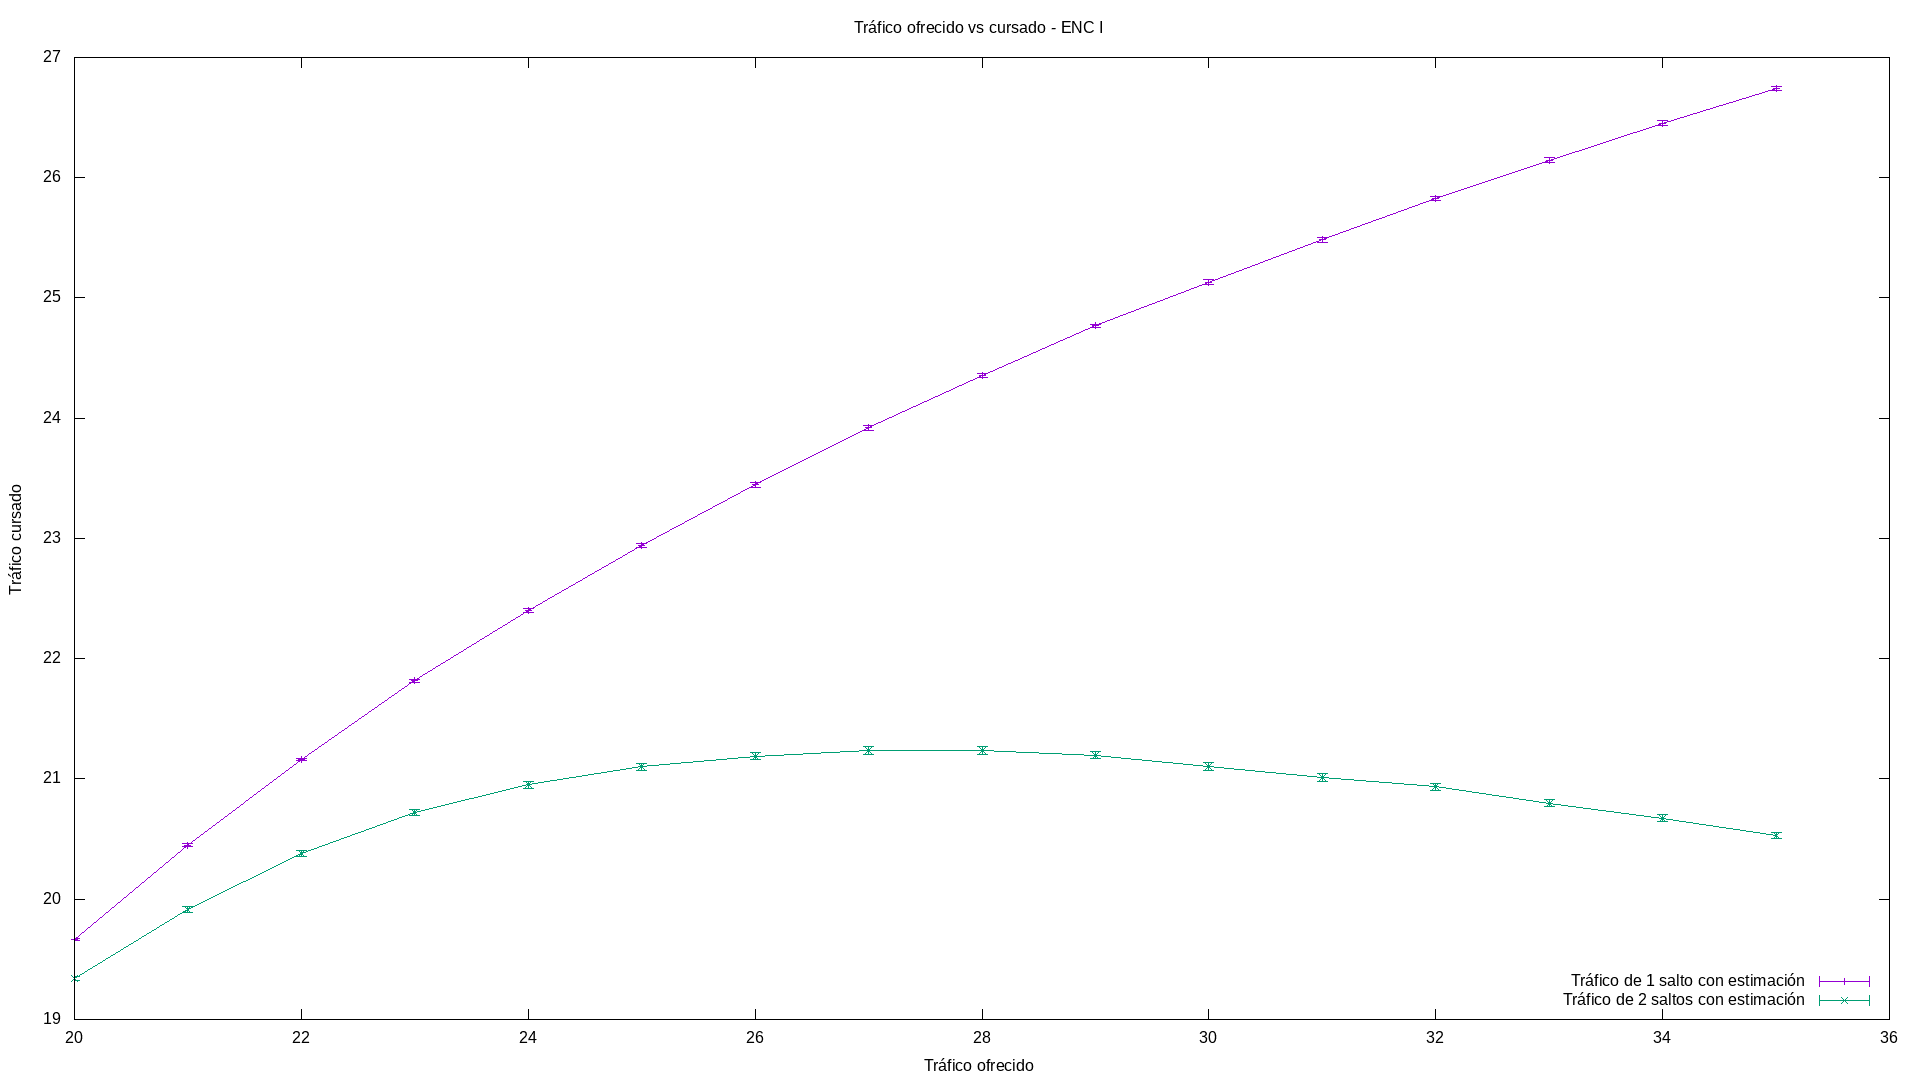 Tráfico ofrecido vs cursado - ENC I
27
26
25
24
23
22
21
20
19
Tráfico cursado
Tráfico de 1 salto con estimación
Tráfico de 2 saltos con estimación
20 22 24 26 28 30 32 34 36
Tráfico ofrecido